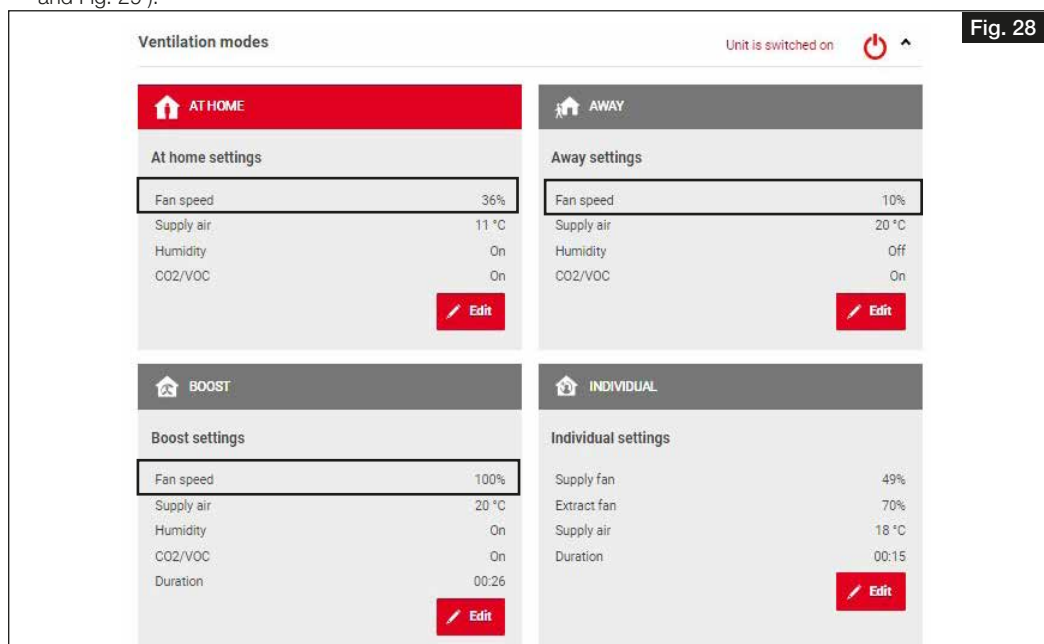 and Fig. 28 ).
Fig. 28
Ventilation modes
Unit is switched on
AT HOME
At home settings
Fan speed 36%
Supply air 11 °C
Humidity On
CO2/VOC On
Edit
AWAY
Away settings
Fan speed 10%
Supply air 20 °C
Humidity Off
CO2/VOC On
Edit
BOOST
Boost settings
Fan speed 100%
Supply air 20 °C
Humidity On
CO2/VOC On
Duration 00:26
Edit
INDIVIDUAL
Individual settings
Supply fan 49%
Extract fan 70%
Supply air 18 °C
Duration 00:15
Edit